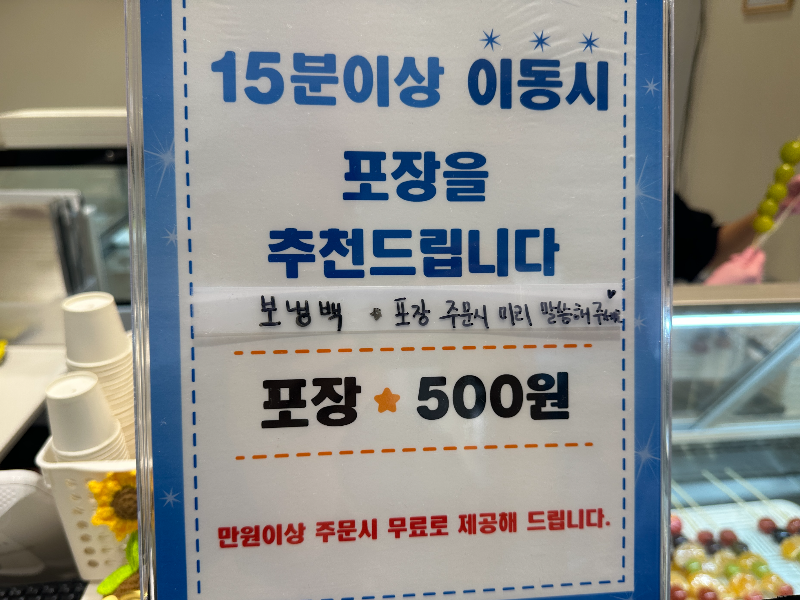 15분이상 이동시
포장을
추천드립니다
보냉백 포장 주문시 미리 말씀해주세요
포장 500원
만원이상 주문시 무료로 제공해 드립니다.